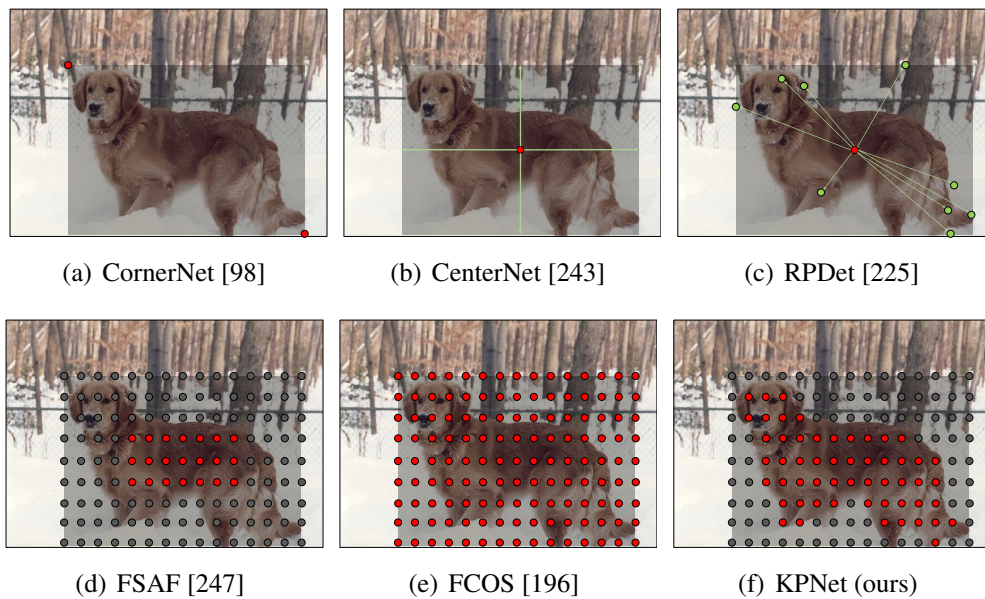 (a) CornerNet [98]
(b) CenterNet [243]
(c) RPDet [225]
(d) FSAF [247]
(e) FCOS [196]
(f) KPNet (ours)